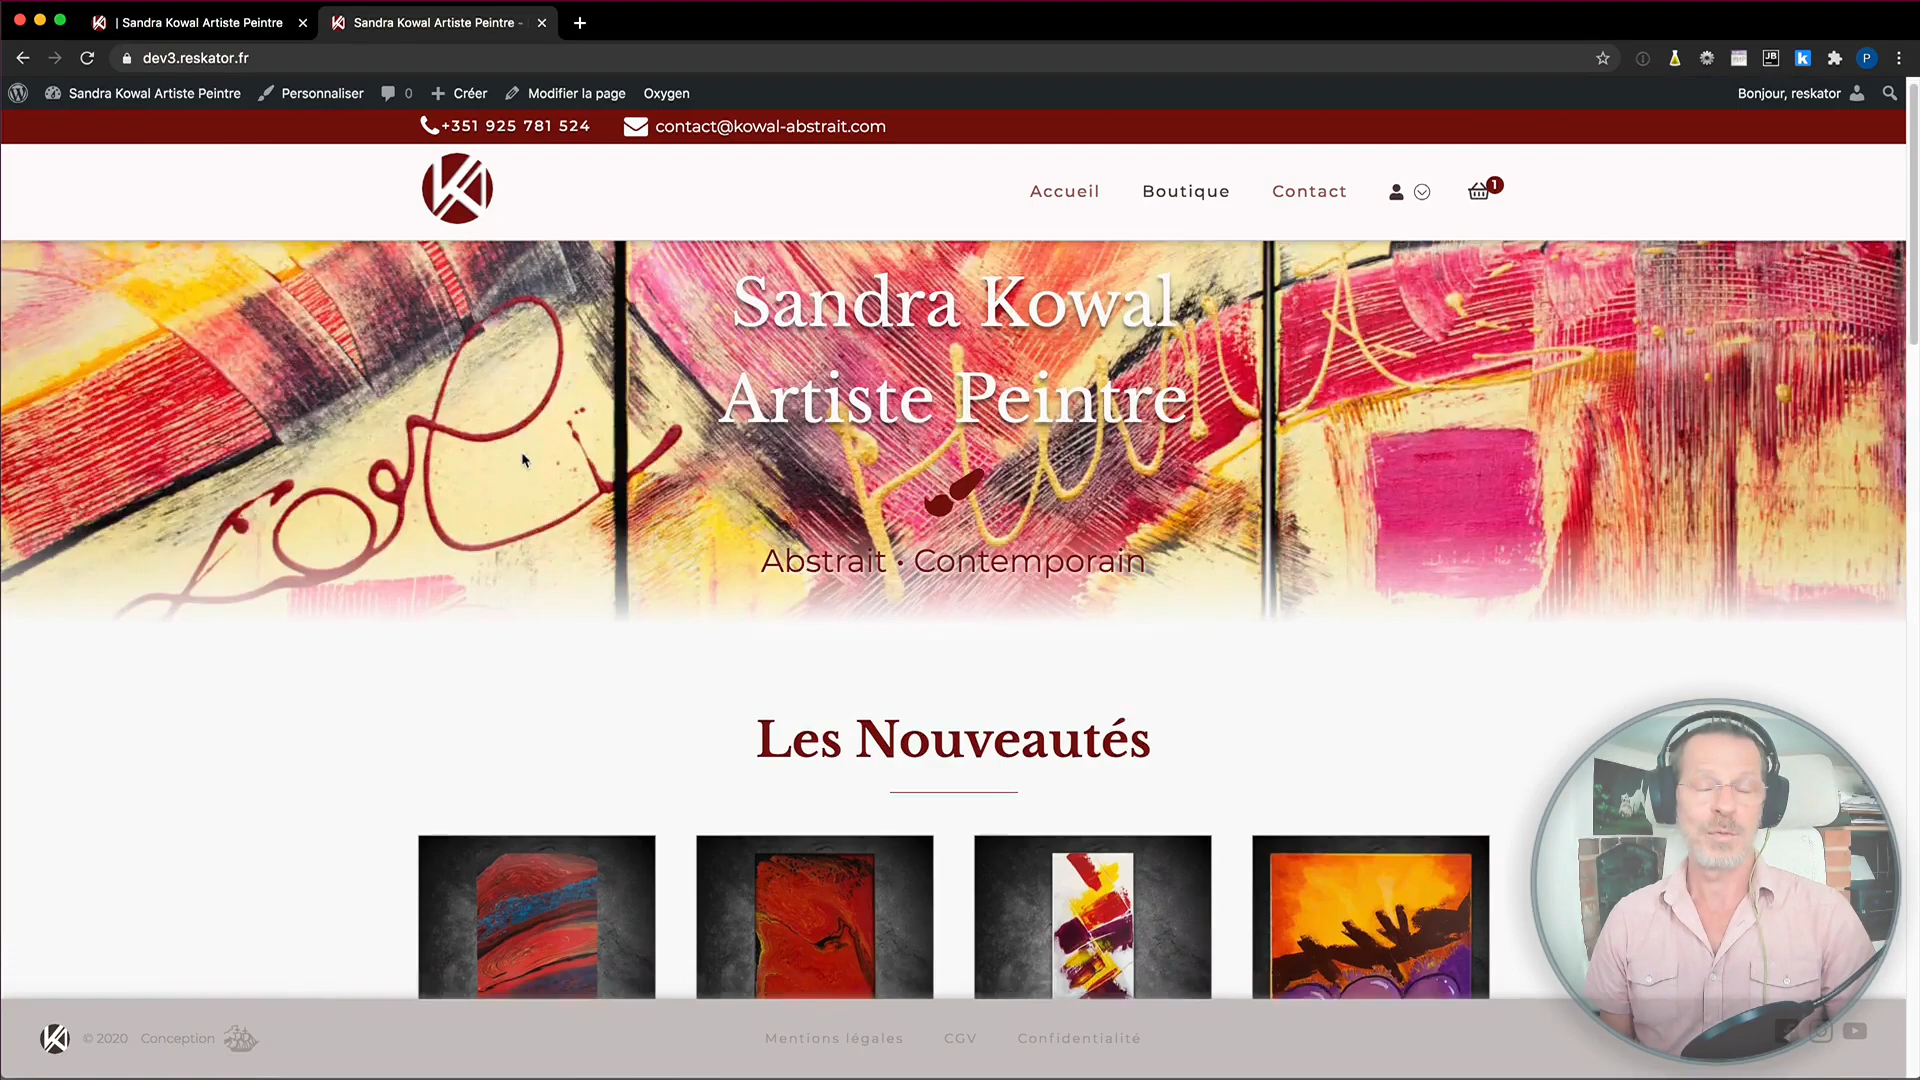 | Sandra Kowal Artiste Peintre
Sandra Kowal Artiste Peintre -
dev3.reskator.fr
JB
k
P
Sandra Kowal Artiste Peintre
Personnaliser
0
Créer
Modifier la page
Oxygen
Bonjour, reskator
+351 925 781 524
contact@kowal-abstrait.com
Accueil
Boutique
Contact
1
Sandra Kowal
Artiste Peintre
Abstrait • Contemporain
Les Nouveautés
© 2020
Conception
Mentions légales
CGV
Confidentialité